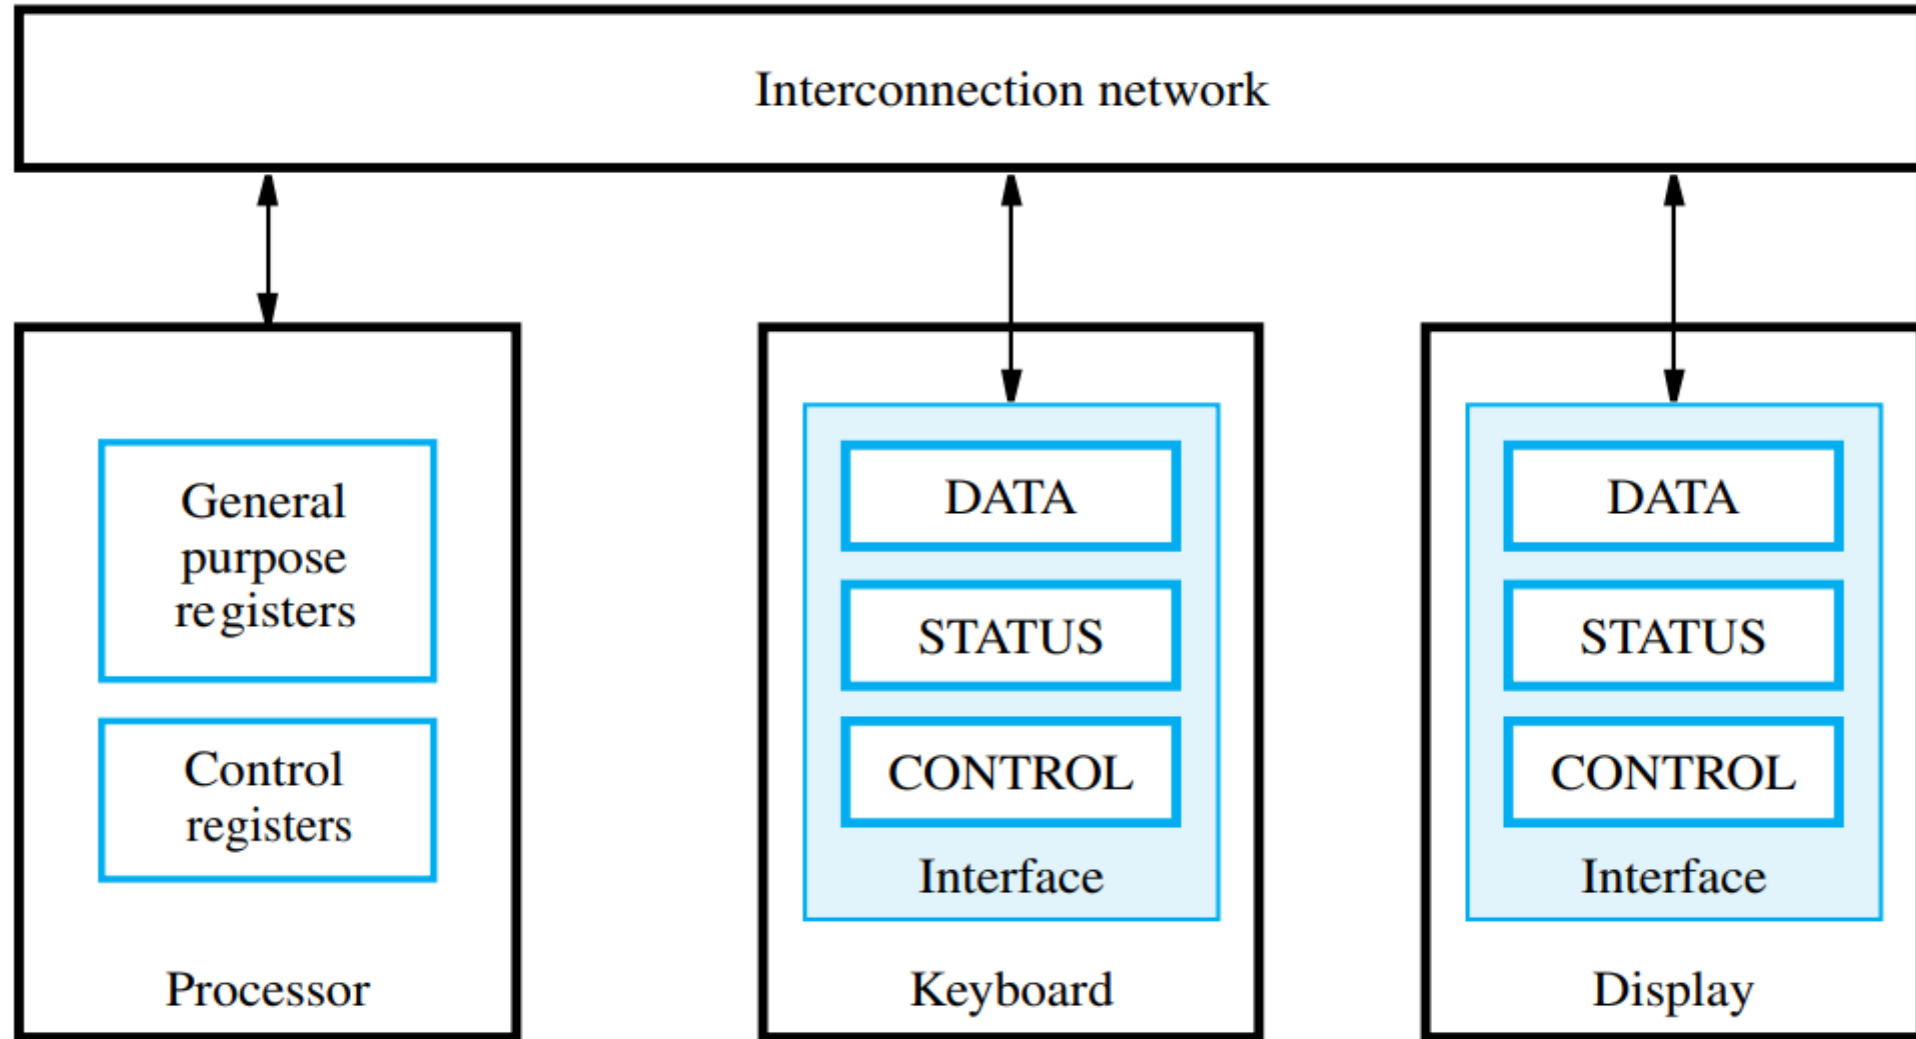 Interconnection network
General
purpose
registers
Control
registers
Processor
DATA
STATUS
CONTROL
Interface
Keyboard
DATA
STATUS
CONTROL
Interface
Display